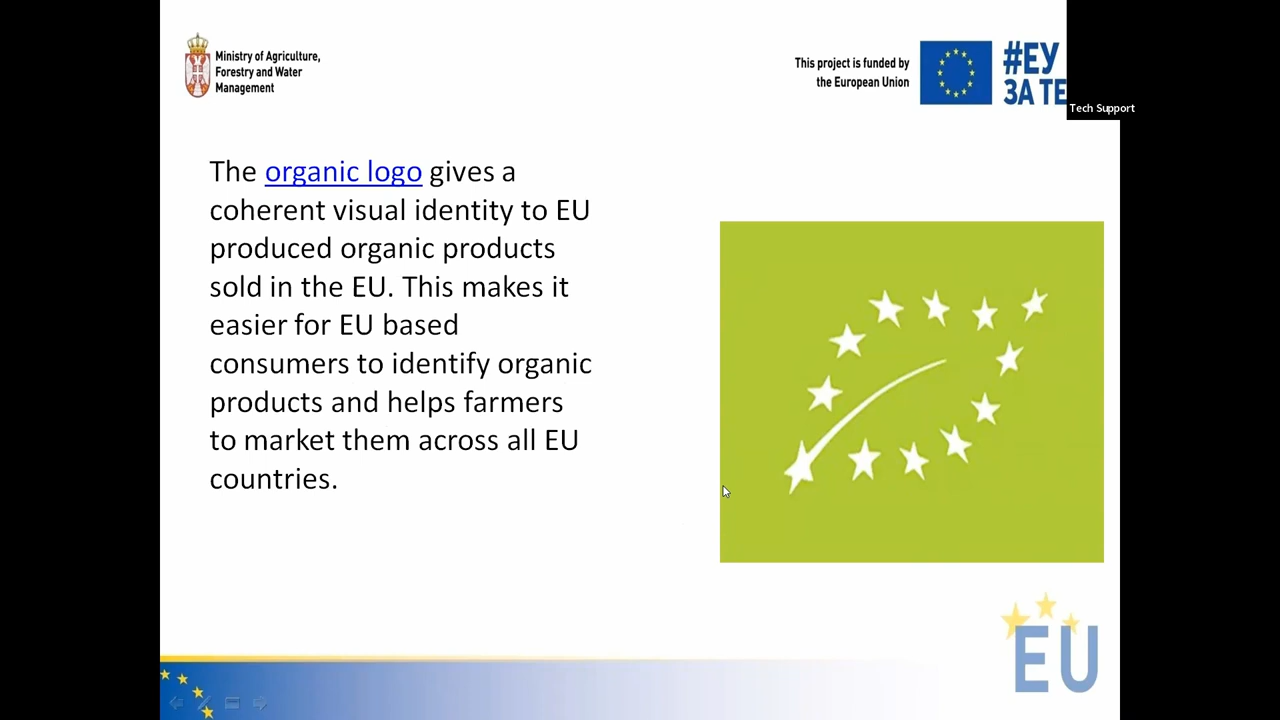 Ministry of Agriculture,
Forestry and Water
Management
This project is funded by
the European Union
#ЕУ
ЗА ТЕ
Tech Support
The organic logo gives a
coherent visual identity to EU
produced organic products
sold in the EU. This makes it
easier for EU based
consumers to identify organic
products and helps farmers
to market them across all EU
countries.
EU